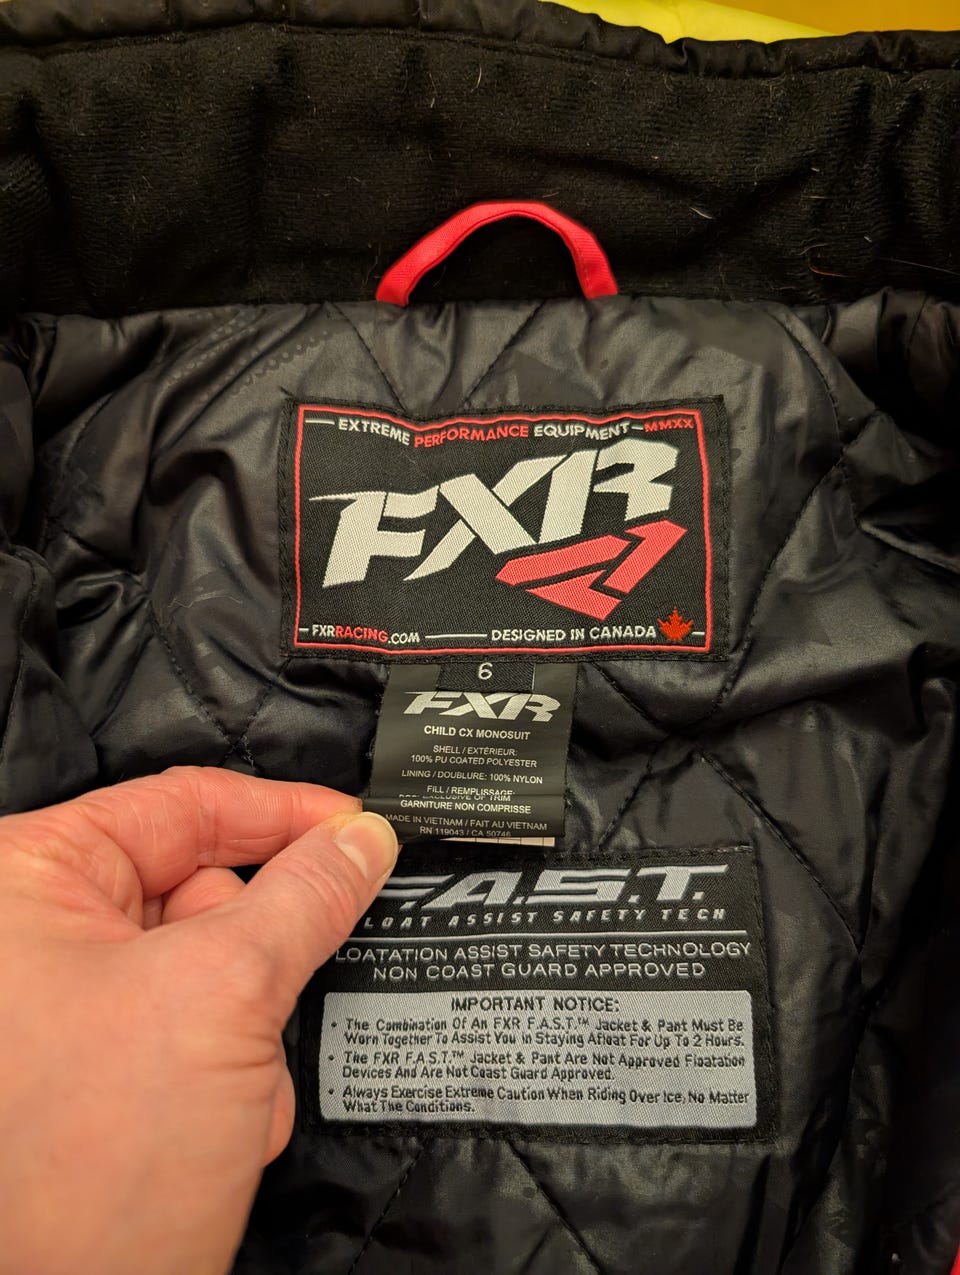 EXTREME PERFORMANCE EQUIPMENT MMXX
FXR
FXRRACING.COM DESIGNED IN CANADA
6
FXR
CHILD CX MONOSUIT
SHELL / EXTÉRIEUR:
100% PU COATED POLYESTER
LINING / DOUBLURE: 100% NYLON
FILL / REMPLISSAGE:
EXCLUSIVE OF TRIM
GARNITURE NON COMPRISSE
MADE IN VIETNAM / FAIT AU VIETNAM
RN 119043 / CA 50746
F.A.S.T.
LOAT ASSIST SAFETY TECH
LOATATION ASSIST SAFETY TECHNOLOGY
NON COAST GUARD APPROVED
IMPORTANT NOTICE:
• The Combination Of An FXR F.A.S.T.™ Jacket & Pant Must Be
Worn Together To Assist You in Staying Afloat For Up To 2 Hours.
• The FXR F.A.S.T.™ Jacket & Pant Are Not Approved Floatation
Devices And Are Not Coast Guard Approved.
• Always Exercise Extreme Caution When Riding Over Ice, No Matter
What The Conditions.